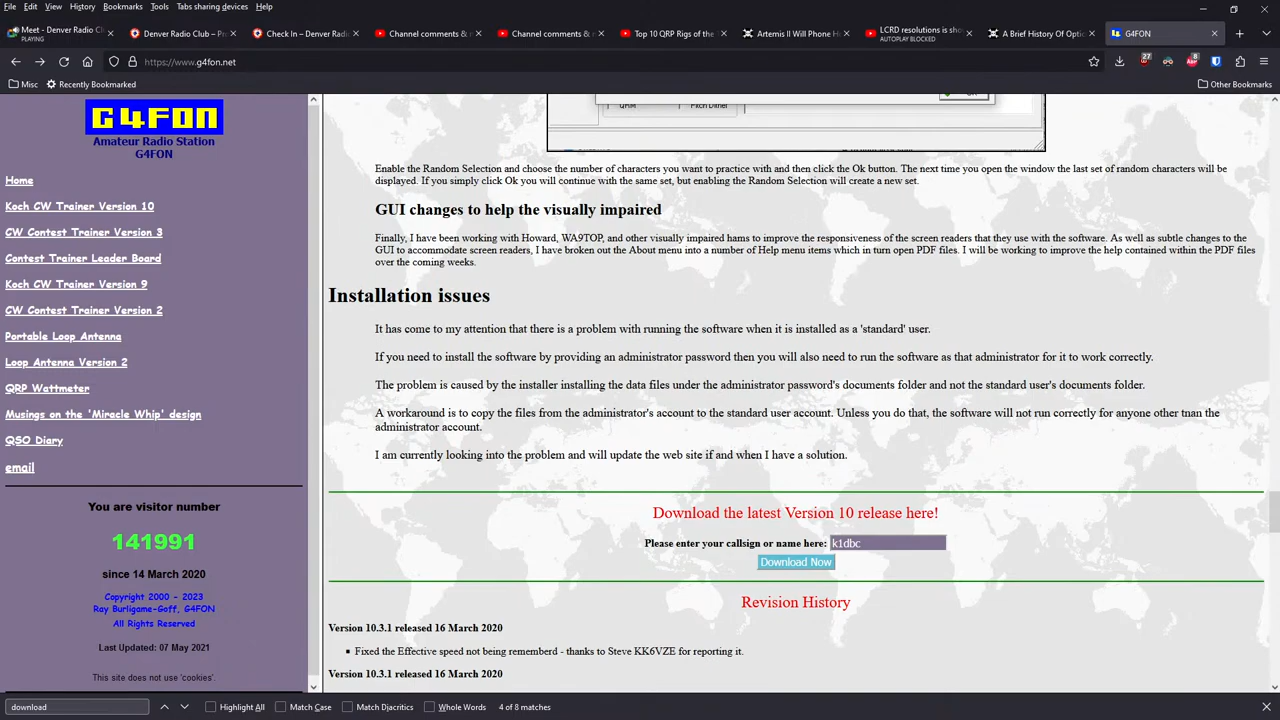 File Edit View History Bookmarks Tools Tabs sharing devices Help
Meet - Denver Radio Cl
PLAYING
Denver Radio Club – P
Check In – Denver Radi
Channel comments &
Channel comments &
Top 10 QRP Rigs of the
Artemis II Will Phone H
LCRD resolutions is sho
AUTOPLAY BLOCKED
A Brief History Of Opti
G4FON
https://www.g4fon.net
27
8
Misc
Recently Bookmarked
Other Bookmarks
G4FON
Amateur Radio Station
G4FON
Home
Koch CW Trainer Version 10
CW Contest Trainer Version 3
Contest Trainer Leader Board
Koch CW Trainer Version 9
CW Contest Trainer Version 2
Portable Loop Antenna
Loop Antenna Version 2
QRP Wattmeter
Musings on the 'Miracle Whip' design
QSO Diary
email
You are visitor number
141991
since 14 March 2020
Copyright 2000 - 2023
Ray Burligame-Goff, G4FON
All Rights Reserved
Last Updated: 07 May 2021
This site does not use 'cookies'.
Pitch Dither
Enable the Random Selection and choose the number of characters you want to practice with and then click the Ok button. The next time you open the window the last set of random characters will be
displayed. If you simply click Ok you will continue with the same set, but enabling the Random Selection will create a new set.
GUI changes to help the visually impaired
Finally, I have been working with Howard, WA9TOP, and other visually impaired hams to improve the responsiveness of the screen readers that they use with the software. As well as subtle changes to the
GUI to accommodate screen readers, I have broken out the About menu into a number of Help menu items which in turn open PDF files. I will be working to improve the help contained within the PDF files
over the coming weeks.
Installation issues
It has come to my attention that there is a problem with running the software when it is installed as a 'standard' user.
If you need to install the software by providing an administrator password then you will also need to run the software as that administrator for it to work correctly.
The problem is caused by the installer installing the data files under the administrator password's documents folder and not the standard user's documents folder.
A workaround is to copy the files from the administrator's account to the standard user account. Unless you do that, the software will not run correctly for anyone other tnan the
administrator account.
I am currently looking into the problem and will update the web site if and when I have a solution.
Download the latest Version 10 release here!
Please enter your callsign or name here: k1dbc
Download Now
Revision History
Version 10.3.1 released 16 March 2020
Fixed the Effective speed not being rememberd - thanks to Steve KK6VZE for reporting it.
Version 10.3.1 released 16 March 2020
download
Highlight All
Match Case
Match Diacritics
Whole Words
4 of 8 matches